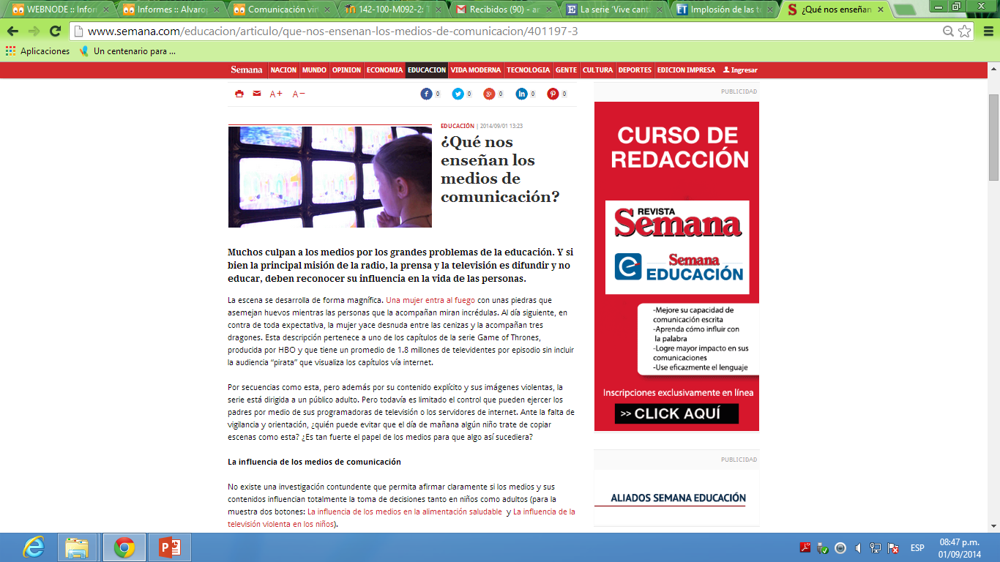 WEBNODE :: Infor
Informes :: Alvarop
Comunicación vir
142-100-M092-2: T
Recibidos (90) - ar
La serie 'Vive canta
Implosión de las te
¿Qué nos enseñan
www.semana.com/educacion/articulo/que-nos-ensenan-los-medios-de-comunicacion/401197-3
Aplicaciones
Un centenario para ...
Semana NACION MUNDO OPINION ECONOMIA EDUCACION VIDA MODERNA TECNOLOGIA GENTE CULTURA DEPORTES EDICION IMPRESA Ingresar
A+ A− 0 0 0 0 0
EDUCACIÓN | 2014/09/01 13:23
¿Qué nos
enseñan los
medios de
comunicación?
Muchos culpan a los medios por los grandes problemas de la educación. Y si
bien la principal misión de la radio, la prensa y la televisión es difundir y no
educar, deben reconocer su influencia en la vida de las personas.
La escena se desarrolla de forma magnífica. Una mujer entra al fuego con unas piedras que
asemejan huevos mientras las personas que la acompañan miran incrédulas. Al día siguiente, en
contra de toda expectativa, la mujer yace desnuda entre las cenizas y la acompañan tres
dragones. Esta descripción pertenece a uno de los capítulos de la serie Game of Thrones,
producida por HBO y que tiene un promedio de 1.8 millones de televidentes por episodio sin incluir
la audiencia “pirata” que visualiza los capítulos vía internet.
Por secuencias como esta, pero además por su contenido explícito y sus imágenes violentas, la
serie está dirigida a un público adulto. Pero todavía es limitado el control que pueden ejercer los
padres por medio de sus programadoras de televisión o los servidores de internet. Ante la falta de
vigilancia y orientación, ¿quién puede evitar que el día de mañana algún niño trate de copiar
escenas como esta? ¿Es tan fuerte el papel de los medios para que algo así sucediera?
La influencia de los medios de comunicación
No existe una investigación contundente que permita afirmar claramente si los medios y sus
contenidos influencian totalmente la toma de decisiones tanto en niños como adultos (para la
muestra dos botones: La influencia de los medios en la alimentación saludable y La influencia de la
televisión violenta en los niños).
PUBLICIDAD
CURSO DE
REDACCIÓN
REVISTA
Semana
Semana
EDUCACIÓN
-Mejore su capacidad de
comunicación escrita
-Aprenda cómo influir con
la palabra
-Logre mayor impacto en sus
comunicaciones
-Use eficazmente el lenguaje
Inscripciones exclusivamente en línea
>> CLICK AQUÍ
PUBLICIDAD
ALIADOS SEMANA EDUCACIÓN
ESP
08:47 p.m.
01/09/2014